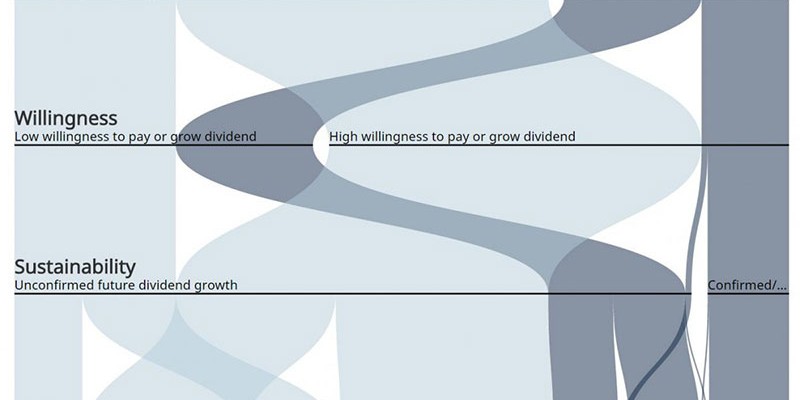 Willingness
Low willingness to pay or grow dividend
High willingness to pay or grow dividend
Sustainability
Unconfirmed future dividend growth
Confirmed/...